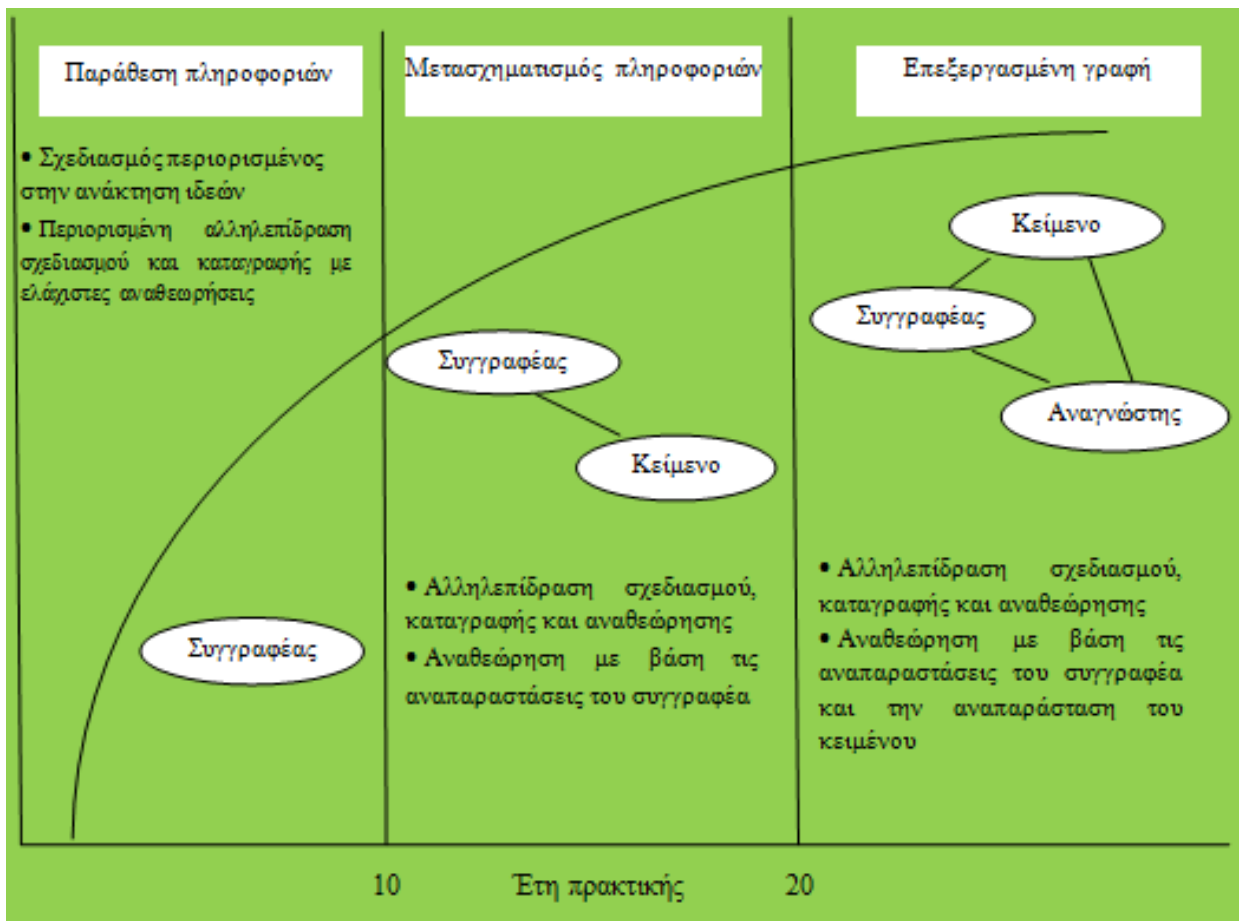 Παράθεση πληροφοριών
• Σχεδιασμός περιορισμένος
στην ανάκτηση ιδεών
• Περιορισμένη αλληλεπίδραση
σχεδιασμού και καταγραφής με
ελάχιστες αναθεωρήσεις
Συγγραφέας
Μετασχηματισμός πληροφοριών
Συγγραφέας
Κείμενο
• Αλληλεπίδραση σχεδιασμού,
καταγραφής και αναθεώρησης
• Αναθεώρηση με βάση τις
αναπαραστάσεις του συγγραφέα
Επεξεργασμένη γραφή
Κείμενο
Συγγραφέας
Αναγνώστης
• Αλληλεπίδραση σχεδιασμού,
καταγραφής και αναθεώρησης
• Αναθεώρηση με βάση τις
αναπαραστάσεις του συγγραφέα
και την αναπαράσταση του
κειμένου
10 Έτη πρακτικής 20